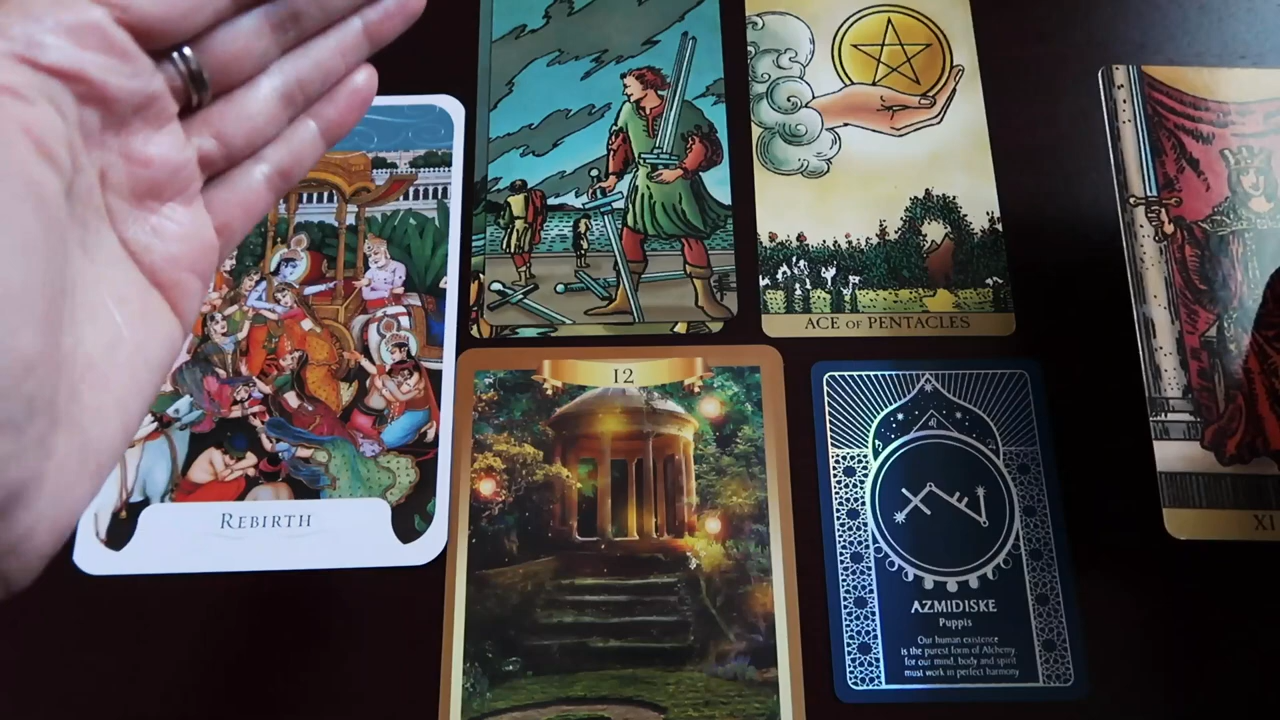 ACE OF PENTACLES
XI
REBIRTH
12
AZMIDISKE
Puppis
Our human existence
is the purest form of Alchemy,
for our mind, body and spirit
must work in perfect harmony